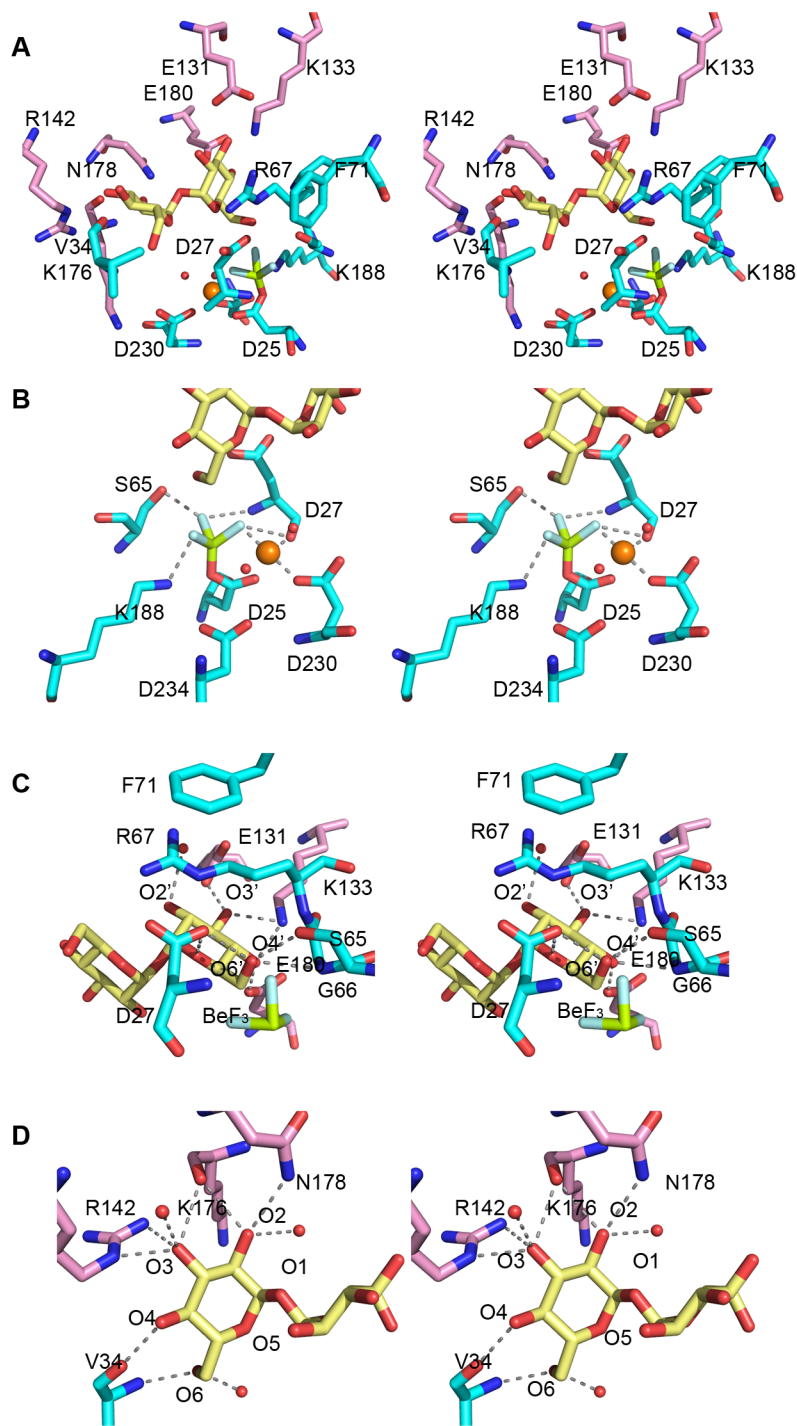 A
E131 K133 E131 K133
E180 E180
R142 R142
N178 R67 F71 N178 R67 F71
V34 D27 V34 D27
K176 K188 K176 K188
D230 D25 D230 D25
B
S65 D27 S65 D27
K188 D25 K188 D25
D230 D230
D234 D234
C
F71 F71
R67 E131 R67 E131
O2’ O3’ K133 O2’ O3’ K133
O4’ S65 O4’ S65
O6’ E180 O6’ E180
D27 BeF₃ G66 D27 BeF₃ G66
D
N178 N178
R142 K176 O2 R142 K176 O2
O3 O1 O3 O1
O4 O5 O4 O5
V34 V34
O6 O6